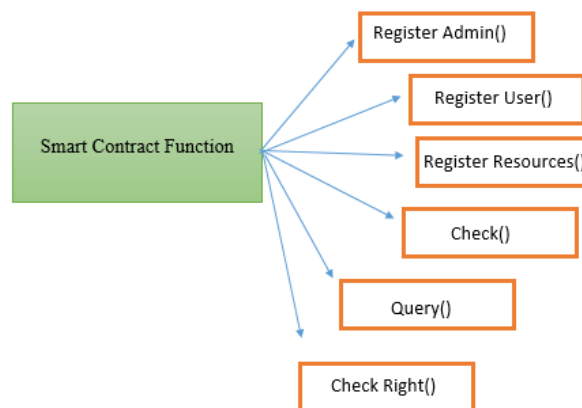 Register Admin()
Register User()
Smart Contract Function
Register Resources()
Check()
Query()
Check Right()